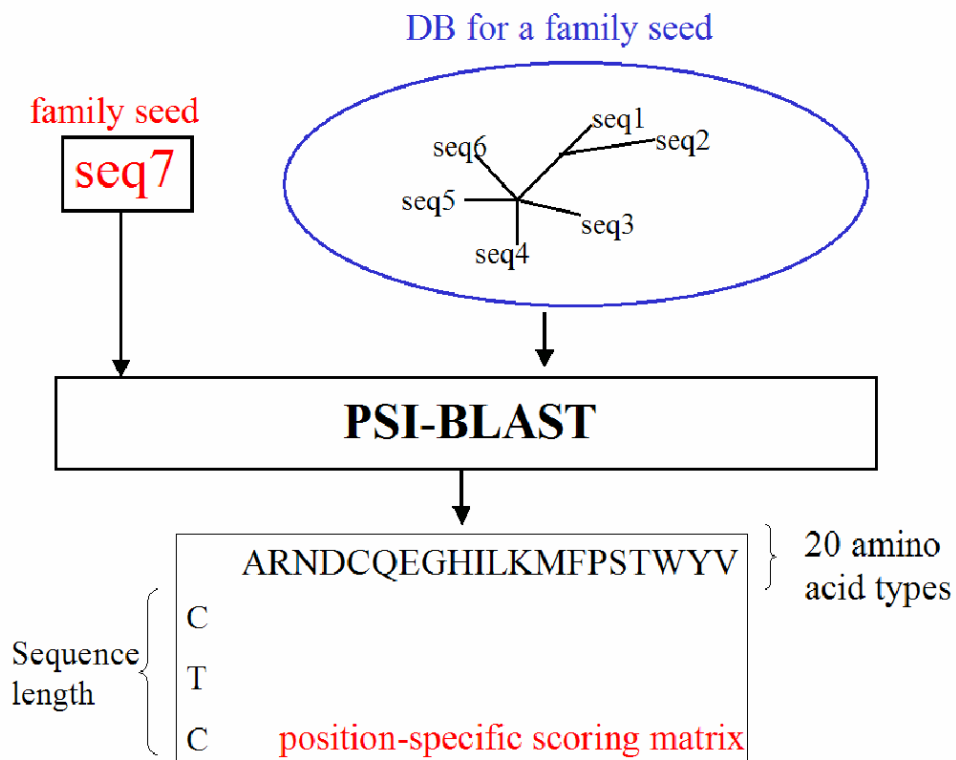 DB for a family seed
family seed
seq7
seq1
seq2
seq6
seq5
seq3
seq4
PSI-BLAST
ARNDCQEGHILKMFPSTWYV
20 amino
acid types
Sequence
length
C
T
C
position-specific scoring matrix